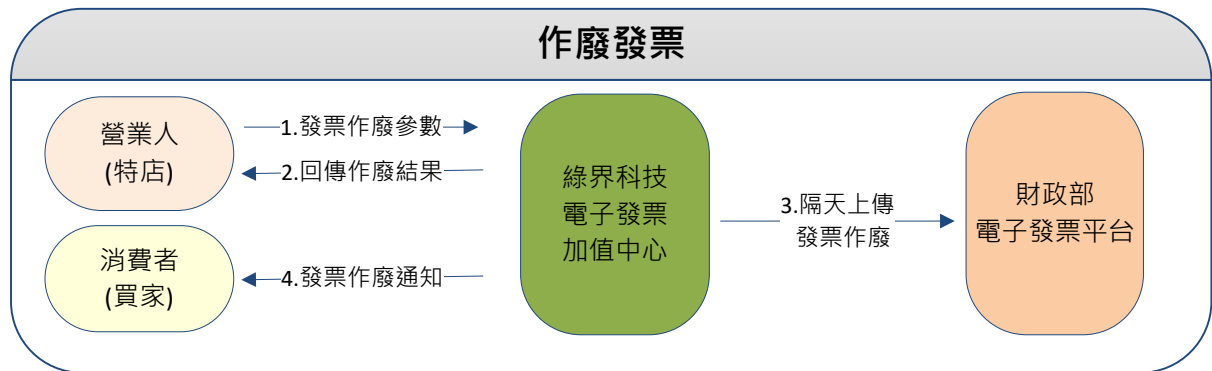 作廢發票
營業人
(特店)
1.發票作廢參數
2.回傳作廢結果
消費者
(買家)
4.發票作廢通知
綠界科技
電子發票
加值中心
3.隔天上傳
發票作廢
財政部
電子發票平台